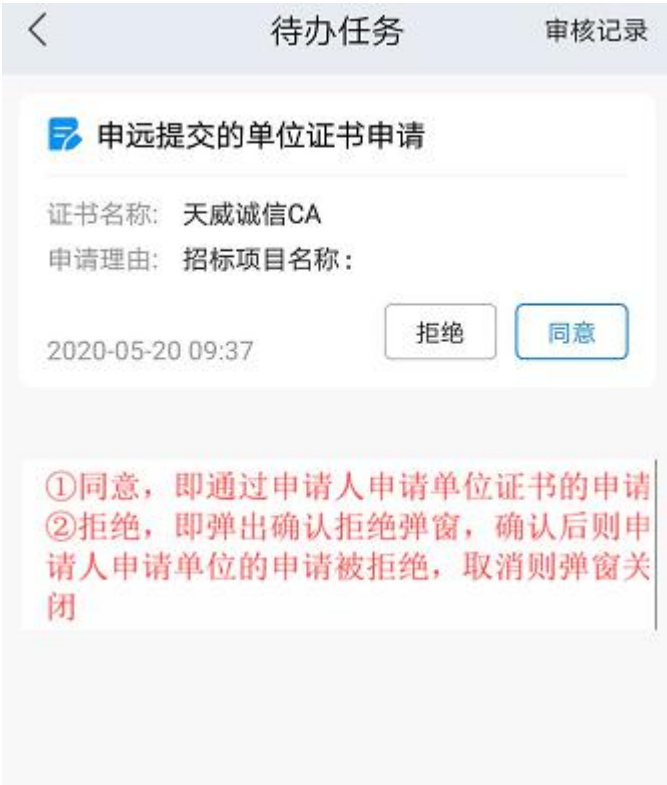 待办任务 审核记录
申远提交的单位证书申请
证书名称: 天威诚信CA
申请理由: 招标项目名称:
拒绝 同意
2020-05-20 09:37
①同意，即通过申请人申请单位证书的申请
②拒绝，即弹出确认拒绝弹窗，确认后则申
请人申请单位的申请被拒绝，取消则弹窗关
闭